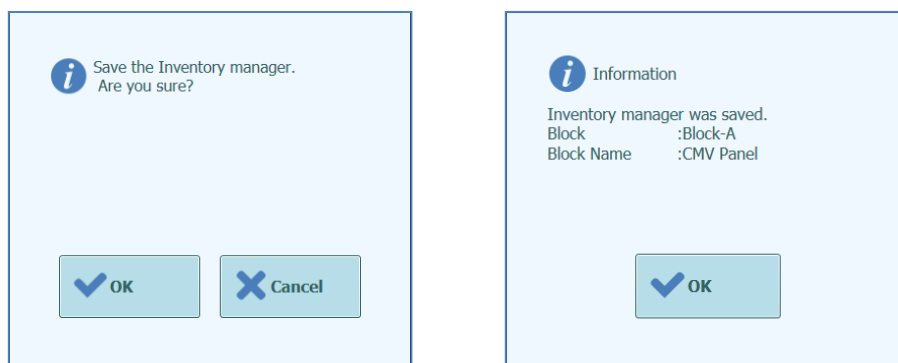 Save the Inventory manager.
Are you sure?
OK
Cancel
Information
Inventory manager was saved.
Block :Block-A
Block Name :CMV Panel
OK